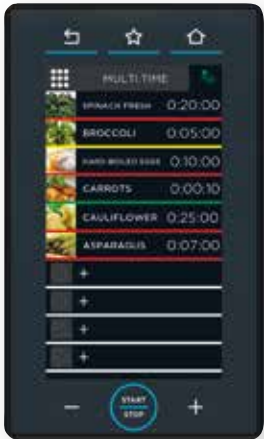 MULTI.TIME
SPINACH FRESH 0:20:00
BROCCOLI 0:05:00
HARD BOILED EGGS 0:10:00
CARROTS 0:00:10
CAULIFLOWER 0:25:00
ASPARAGUS 0:07:00
+
+
+
+
− START +
STOP